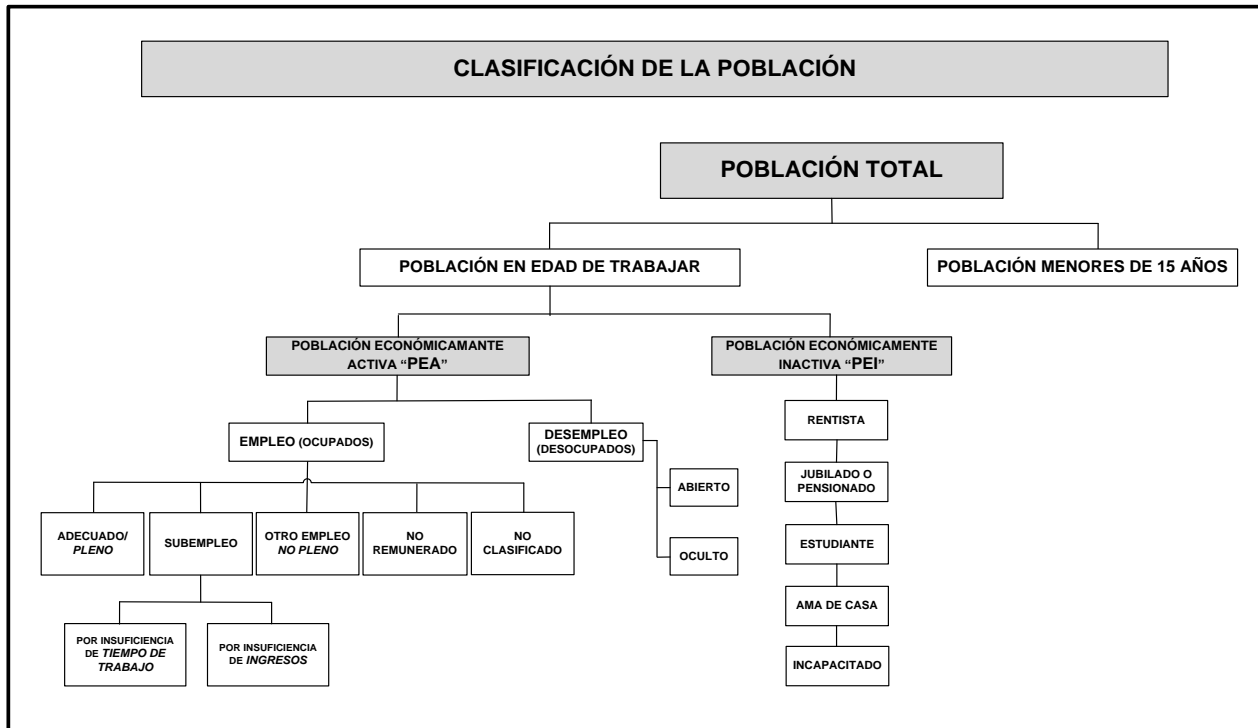 CLASIFICACIÓN DE LA POBLACIÓN
POBLACIÓN TOTAL
POBLACIÓN EN EDAD DE TRABAJAR
POBLACIÓN MENORES DE 15 AÑOS
POBLACIÓN ECONÓMICAMANTE
ACTIVA “PEA”
POBLACIÓN ECONÓMICAMENTE
INACTIVA “PEI”
EMPLEO (OCUPADOS)
DESEMPLEO
(DESOCUPADOS)
ABIERTO
OCULTO
ADECUADO/
PLENO
SUBEMPLEO
OTRO EMPLEO
NO PLENO
NO
REMUNERADO
NO
CLASIFICADO
POR INSUFICIENCIA
DE TIEMPO DE
TRABAJO
POR INSUFICIENCIA
DE INGRESOS
RENTISTA
JUBILADO O
PENSIONADO
ESTUDIANTE
AMA DE CASA
INCAPACITADO